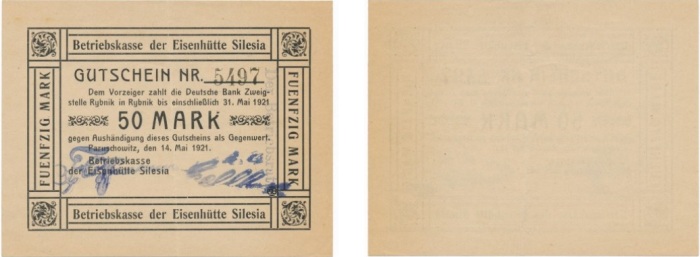 Betriebskasse der Eisenhütte Silesia
FUENFZIG MARK
GUTSCHEIN NR. 5497
Dem Vorzeiger zahlt die Deutsche Bank Zweig-
stelle Rybnik in Rybnik bis einschließlich 31. Mai 1921
50 MARK
gegen Aushändigung dieses Gutscheins als Gegenwert.
Paruschowitz, den 14. Mai 1921.
Betriebskasse
der Eisenhütte Silesia
FUENFZIG MARK
Betriebskasse der Eisenhütte Silesia